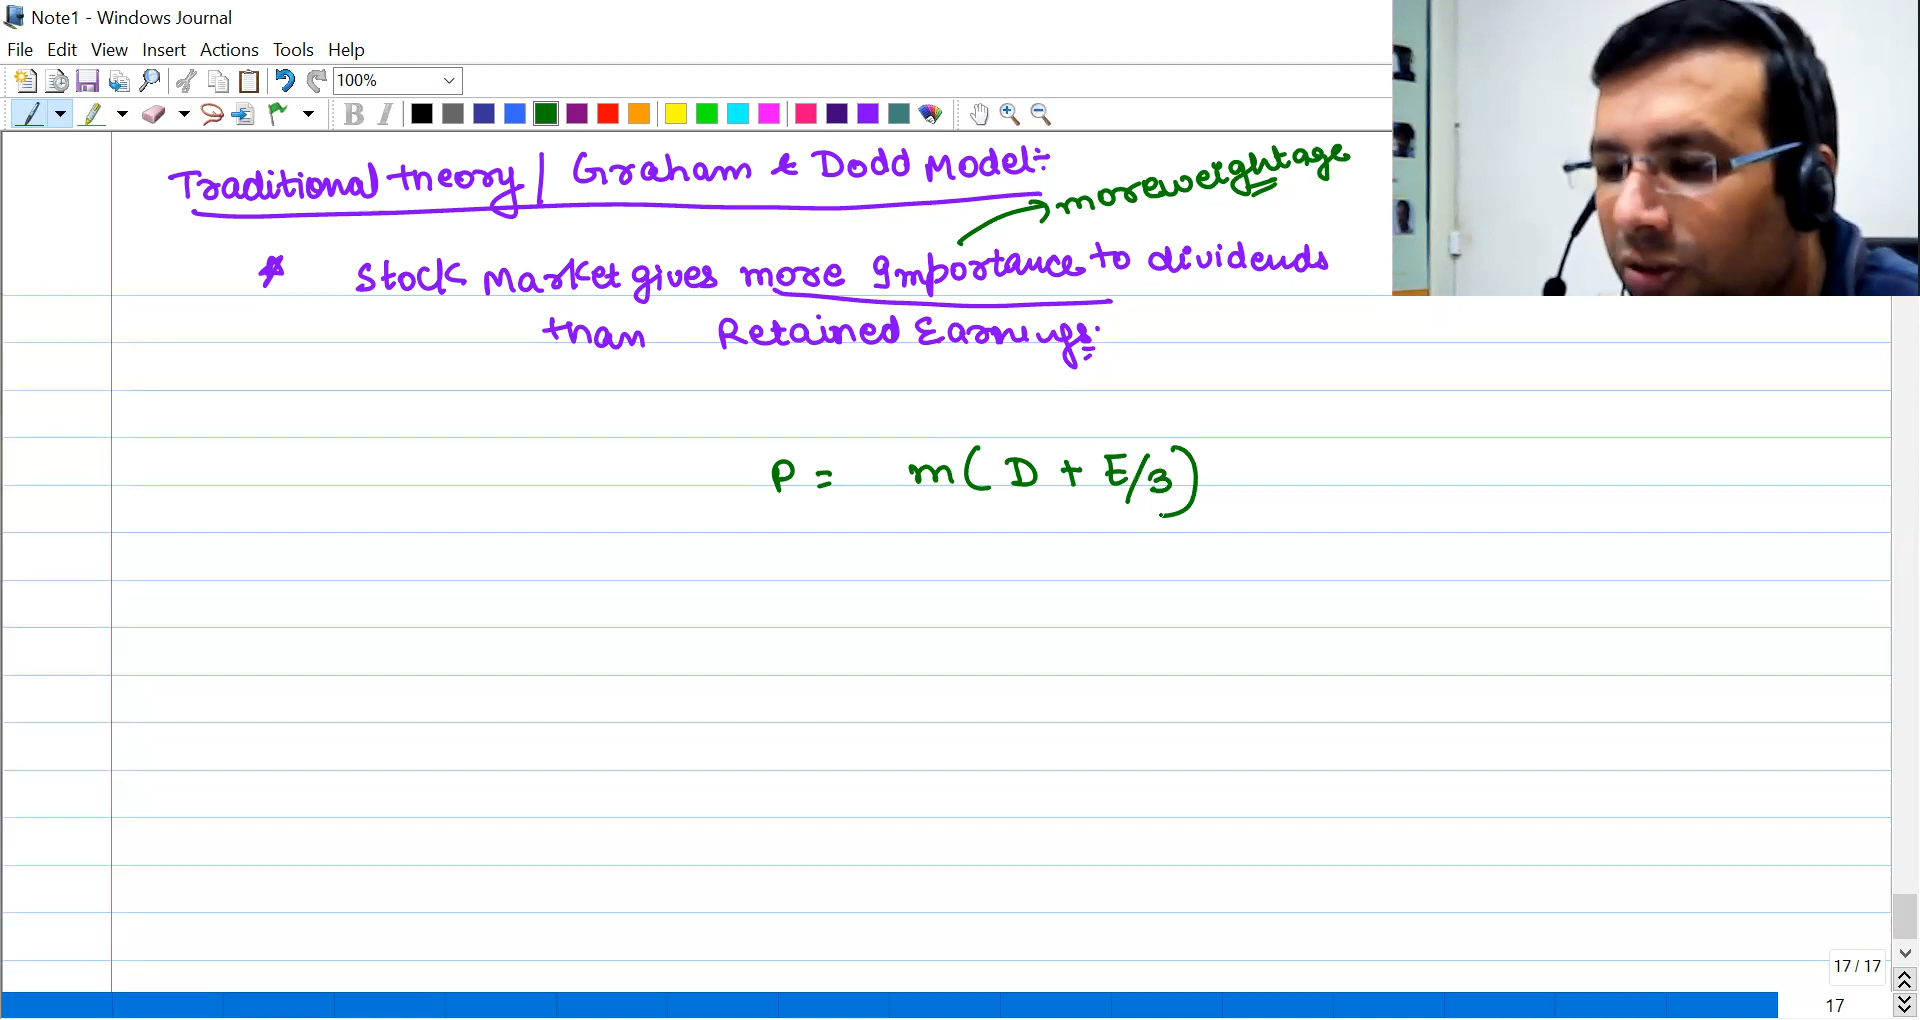 Note1 - Windows Journal
File Edit View Insert Actions Tools Help
100%
B I
Traditional theory | Graham & Dodd Model:-
more weightage
* Stock Market gives more Importance to dividends
than Retained Earnings.
P = m( D + E/3 )
17 / 17
17